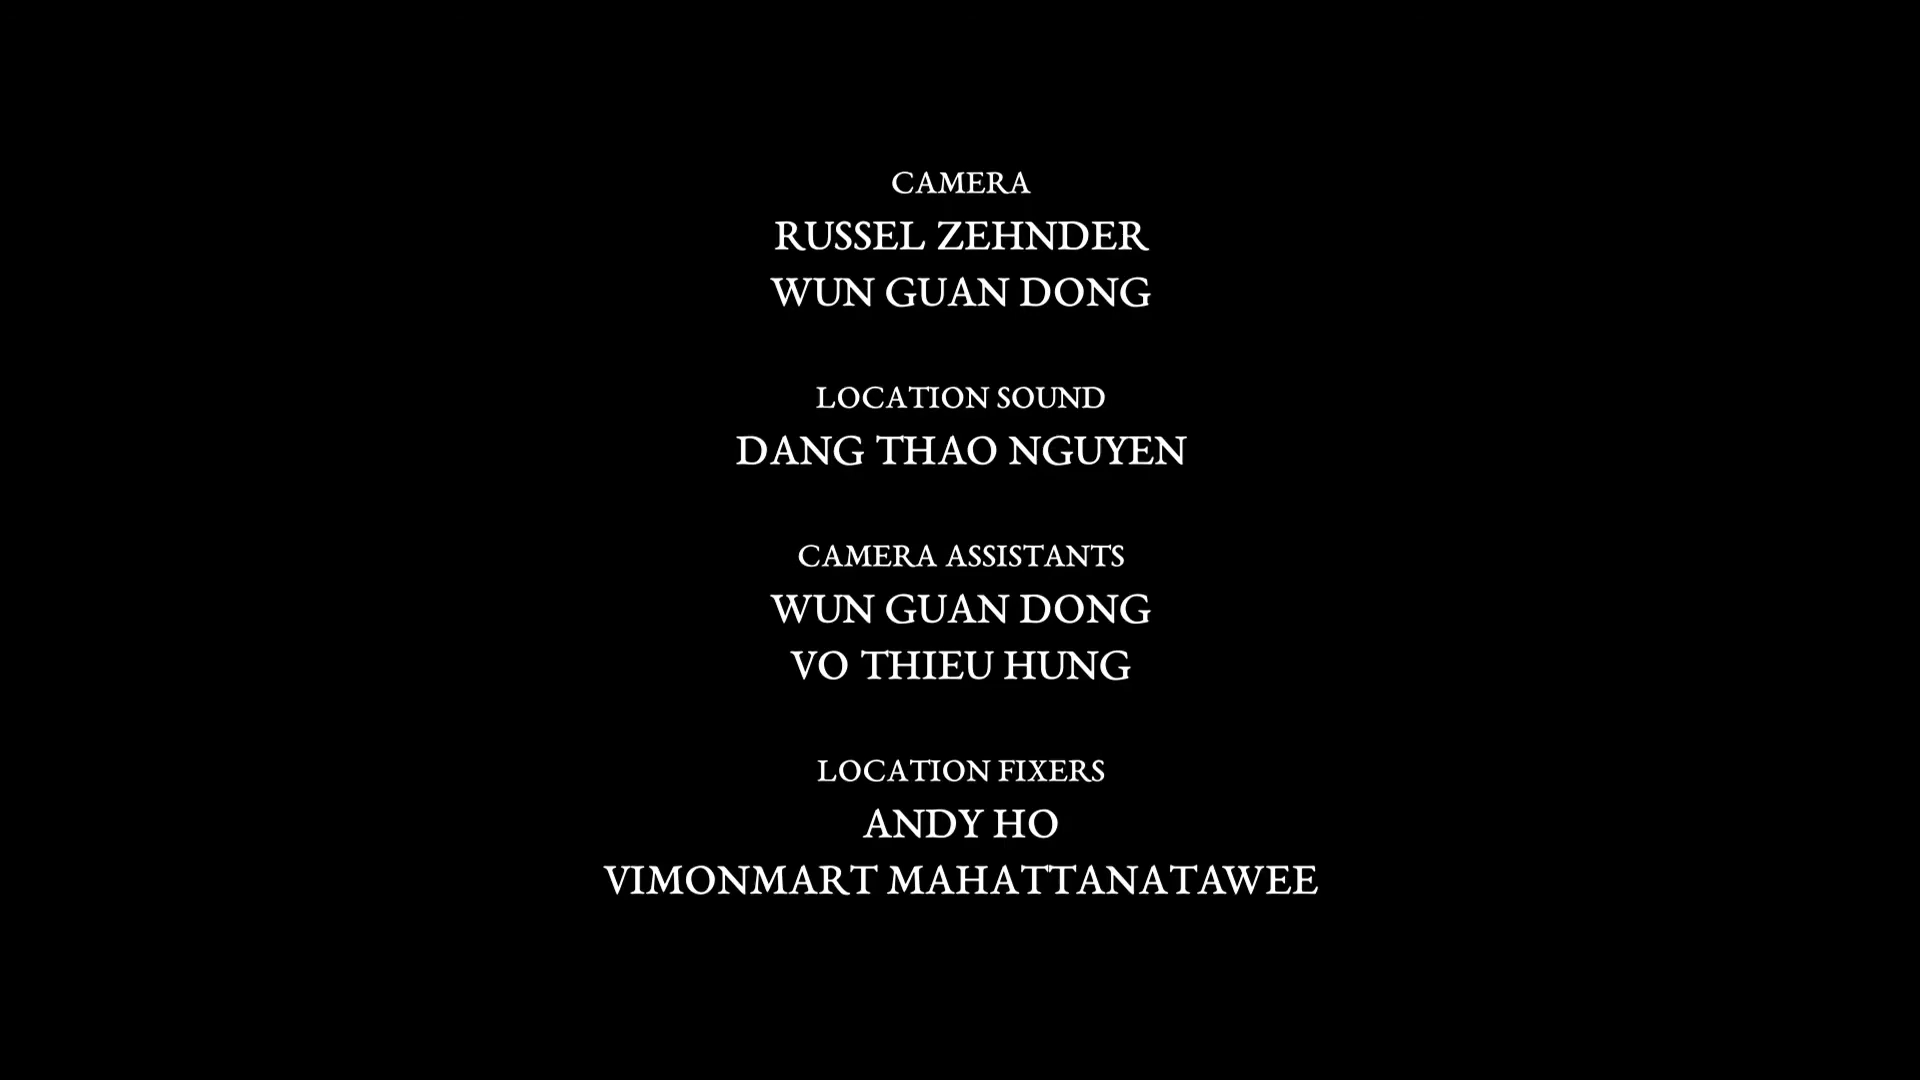 CAMERA
RUSSEL ZEHNDER
WUN GUAN DONG
LOCATION SOUND
DANG THAO NGUYEN
CAMERA ASSISTANTS
WUN GUAN DONG
VO THIEU HUNG
LOCATION FIXERS
ANDY HO
VIMONMART MAHATTANATAWEE